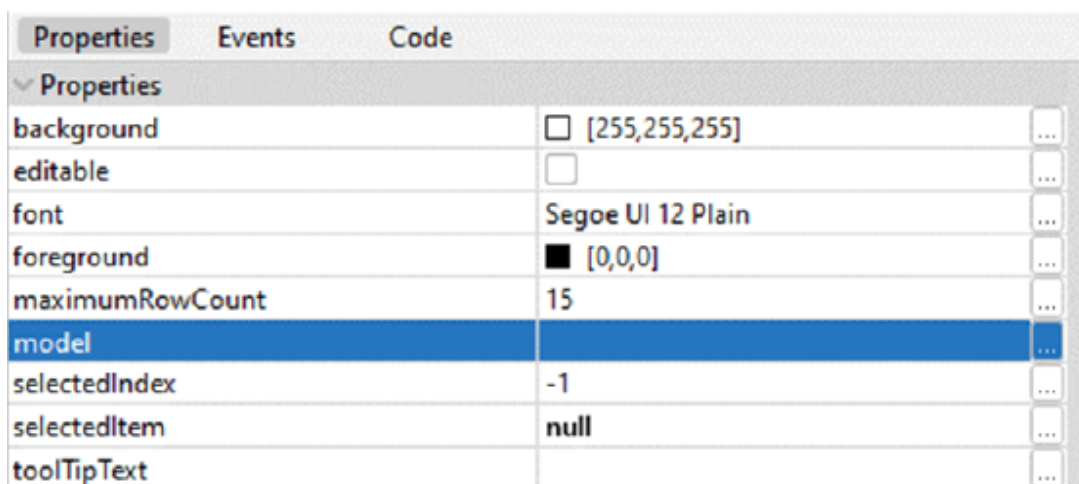 Properties Events Code
Properties
background [255,255,255] ...
editable ...
font Segoe UI 12 Plain ...
foreground [0,0,0] ...
maximumRowCount 15 ...
model ...
selectedIndex -1 ...
selectedItem null ...
toolTipText ...